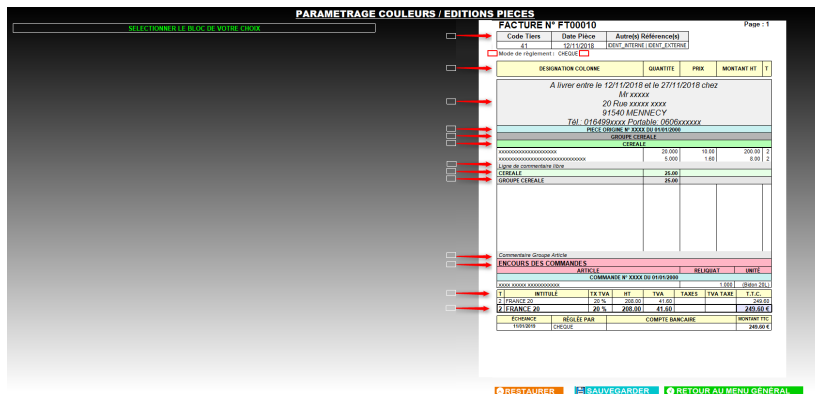 PARAMETRAGE COULEURS / EDITIONS PIECES
SELECTIONNER LE BLOC DE VOTRE CHOIX
FACTURE N° FT00010 Page : 1
Code Tiers Date Pièce Autre(s) Référence(s)
41 12/11/2018 IDENT_INTERNE | IDENT_EXTERNE
Mode de règlement : CHEQUE
DESIGNATION COLONNE QUANTITE PRIX MONTANT HT T
A livrer entre le 12/11/2018 et le 27/11/2018 chez
Mr xxxxx
20 Rue xxxxx xxxx
91540 MENNECY
Tél : 016499xxxx Portable: 0606xxxxxx
PIECE ORIGINE N° XXXX DU 01/01/2000
GROUPE CEREALE
CEREALE
xxxxxxxxxxxxxxxxxxxx 20.000 10.00 200.00 2
xxxxxxxxxxxxxxxxxxxxxxxxxxxxxx 5.000 1.60 8.00 2
Ligne de commentaire libre
CEREALE 25.00
GROUPE CEREALE 25.00
Commentaire Groupe Article
ENCOURS DES COMMANDES
ARTICLE RELIQUAT UNITÉ
COMMANDE N° XXXX DU 01/01/2000
xxxx xxxxx xxxxxxxxxxx 1.000 (Bidon 20L)
T INTITULÉ TX TVA HT TVA TAXES TVA TAXE T.T.C.
2 FRANCE 20 20 % 208.00 41.60 249.60
2 FRANCE 20 20 % 208.00 41.60 249.60 €
ÉCHEANCE RÉGLÉE PAR COMPTE BANCAIRE MONTANT TTC
11/01/2019 CHEQUE 249.60 €
RESTAURER SAUVEGARDER RETOUR AU MENU GÉNÉRAL